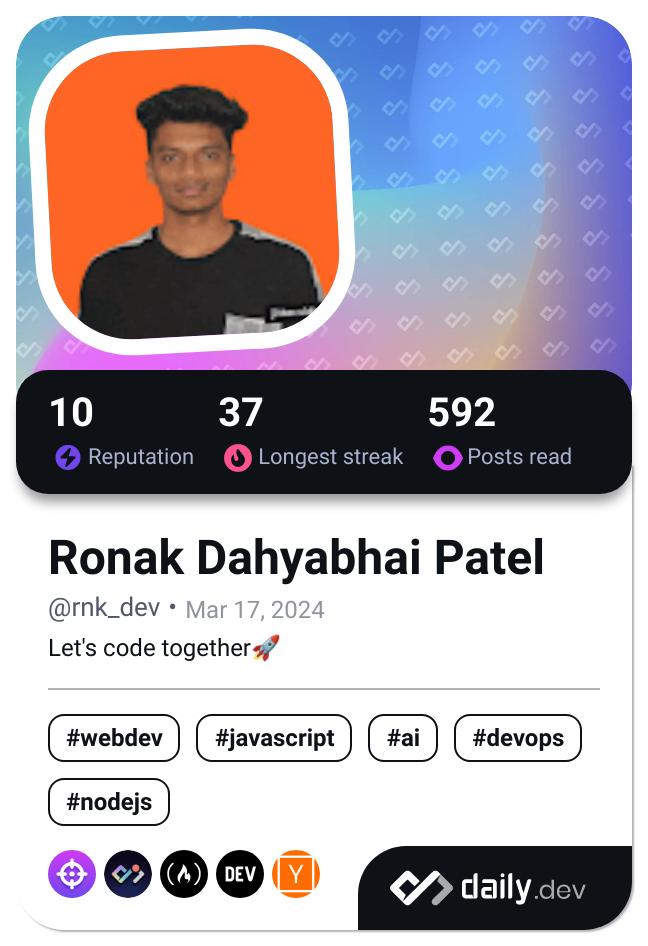 10 37 592
Reputation Longest streak Posts read
Ronak Dahyabhai Patel
@rnk_dev • Mar 17, 2024
Let's code together🚀
#webdev #javascript #ai #devops
#nodejs
DEV Y
daily.dev